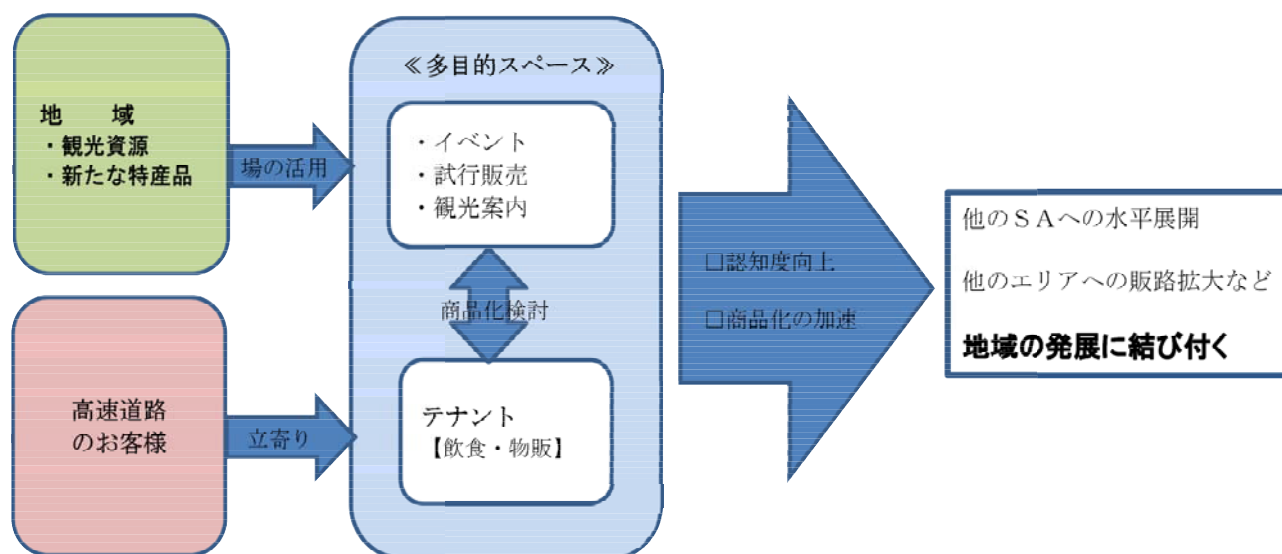 地　　域
・観光資源
・新たな特産品
場の活用
高速道路
のお客様
立寄り
≪多目的スペース≫
・イベント
・試行販売
・観光案内
商品化検討
テナント
【飲食・物販】
□認知度向上
□商品化の加速
他のＳＡへの水平展開
他のエリアへの販路拡大など
地域の発展に結び付く